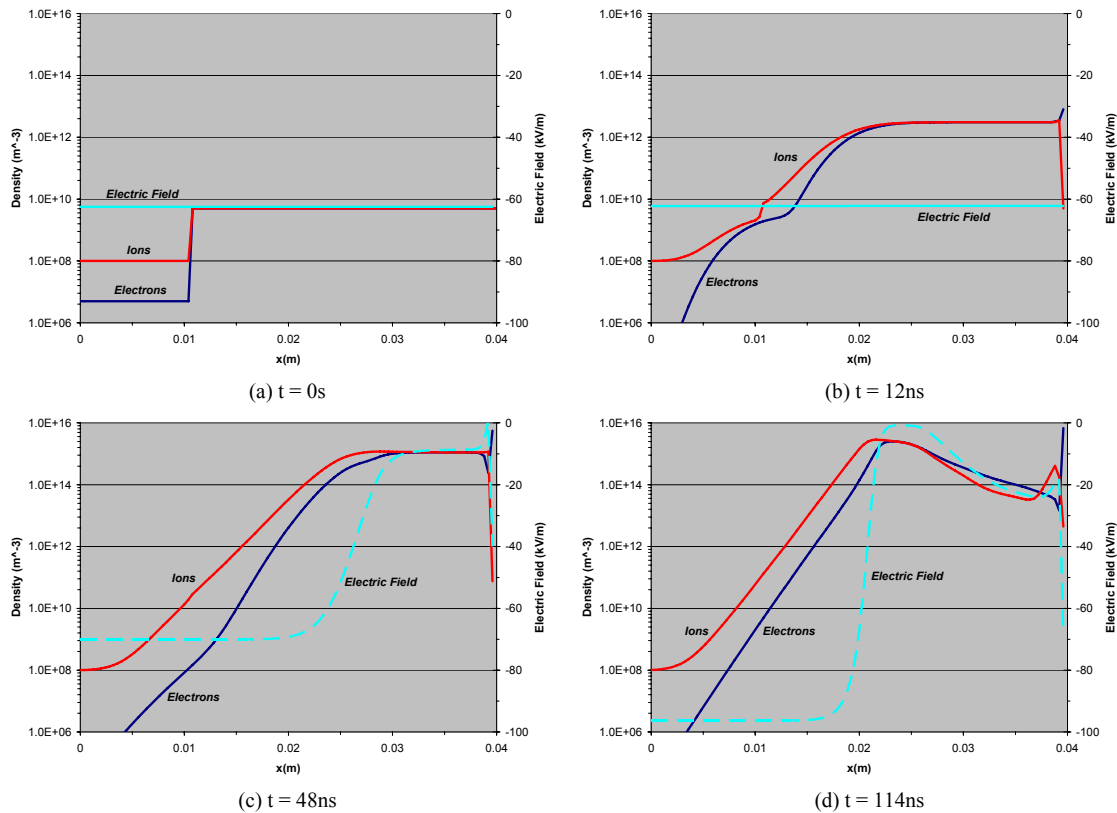 1.0E+16
1.0E+14
1.0E+12
1.0E+10
1.0E+08
1.0E+06
Density (m^-3)
0
-20
-40
-60
-80
-100
Electric Field (kV/m)
Electric Field
Ions
Electrons
0 0.01 0.02 0.03 0.04
x(m)
(a) t = 0s
1.0E+16
1.0E+14
1.0E+12
1.0E+10
1.0E+08
1.0E+06
Density (m^-3)
0
-20
-40
-60
-80
-100
Electric Field (kV/m)
Ions
Electric Field
Electrons
0 0.01 0.02 0.03 0.04
x(m)
(b) t = 12ns
1.0E+16
1.0E+14
1.0E+12
1.0E+10
1.0E+08
1.0E+06
Density (m^-3)
0
-20
-40
-60
-80
-100
Electric Field (kV/m)
Ions
Electric Field
Electrons
0 0.01 0.02 0.03 0.04
x(m)
(c) t = 48ns
1.0E+16
1.0E+14
1.0E+12
1.0E+10
1.0E+08
1.0E+06
Density (m^-3)
0
-20
-40
-60
-80
-100
Electric Field (kV/m)
Electric Field
Ions
Electrons
0 0.01 0.02 0.03 0.04
x(m)
(d) t = 114ns